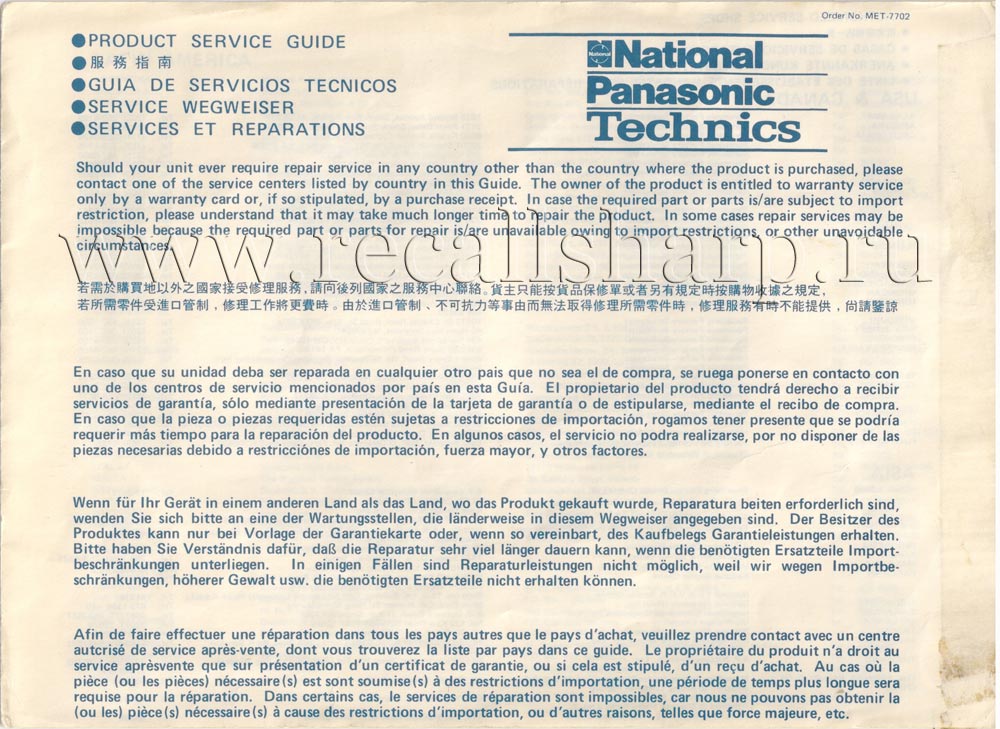 Order No. MET-7702
●PRODUCT SERVICE GUIDE
●服務指南
●GUIA DE SERVICIOS TECNICOS
●SERVICE WEGWEISER
●SERVICES ET REPARATIONS
National
Panasonic
Technics
Should your unit ever require repair service in any country other than the country where the product is purchased, please
contact one of the service centers listed by country in this Guide. The owner of the product is entitled to warranty service
only by a warranty card or, if so stipulated, by a purchase receipt. In case the required part or parts is/are subject to import
restriction, please understand that it may take much longer time to repair the product. In some cases repair services may be
impossible because the required part or parts for repair is/are unavailable owing to import restrictions, or other unavoidable
circumstances.
www.recallsharp.ru
若需於購買地以外之國家接受修理服務,請向後列國家之服務中心聯絡。貨主只能按貨品保修單或者另有規定時按購物收據之規定,
若所需零件受進口管制,修理工作將更費時。由於進口管制、不可抗力等事由而無法取得修理所需零件時,修理服務有時不能提供,尚請鑒諒
En caso que su unidad deba ser reparada en cualquier otro pais que no sea el de compra, se ruega ponerse en contacto con
uno de los centros de servicio mencionados por país en esta Guía. El propietario del producto tendrá derecho a recibir
servicios de garantía, sólo mediante presentación de la tarjeta de garantía o de estipularse, mediante el recibo de compra.
En caso que la pieza o piezas requeridas estén sujetas a restricciones de importación, rogamos tener presente que se podría
requerir más tiempo para la reparación del producto. En algunos casos, el servicio no podra realizarse, por no disponer de las
piezas necesarias debido a restricciónes de importación, fuerza mayor, y otros factores.
Wenn für Ihr Gerät in einem anderen Land als das Land, wo das Produkt gekauft wurde, Reparatura beiten erforderlich sind,
wenden Sie sich bitte an eine der Wartungsstellen, die länderweise in diesem Wegweiser angegeben sind. Der Besitzer des
Produktes kann nur bei Vorlage der Garantiekarte oder, wenn so vereinbart, des Kaufbelegs Garantieleistungen erhalten.
Bitte haben Sie Verständnis dafür, daß die Reparatur sehr viel länger dauern kann, wenn die benötigten Ersatzteile Import-
beschränkungen unterliegen. In einigen Fällen sind Reparaturleistungen nicht möglich, weil wir wegen Importbe-
schränkungen, höherer Gewalt usw. die benötigten Ersatzteile nicht erhalten können.
Afin de faire effectuer une réparation dans tous les pays autres que le pays d'achat, veuillez prendre contact avec un centre
autcrisé de service après-vente, dont vous trouverez la liste par pays dans ce guide. Le propriétaire du produit n'a droit au
service aprèsvente que sur présentation d'un certificat de garantie, ou si cela est stipulé, d'un reçu d'achat. Au cas où la
pièce (ou les pièces) nécessaire(s) est sont soumise(s) à des restrictions d'importation, une période de temps plus longue sera
requise pour la réparation. Dans certains cas, le services de réparation sont impossibles, car nous ne pouvons pas obtenir la
(ou les) pièce(s) nécessaire(s) à cause des restrictions d'importation, ou d'autres raisons, telles que force majeure, etc.